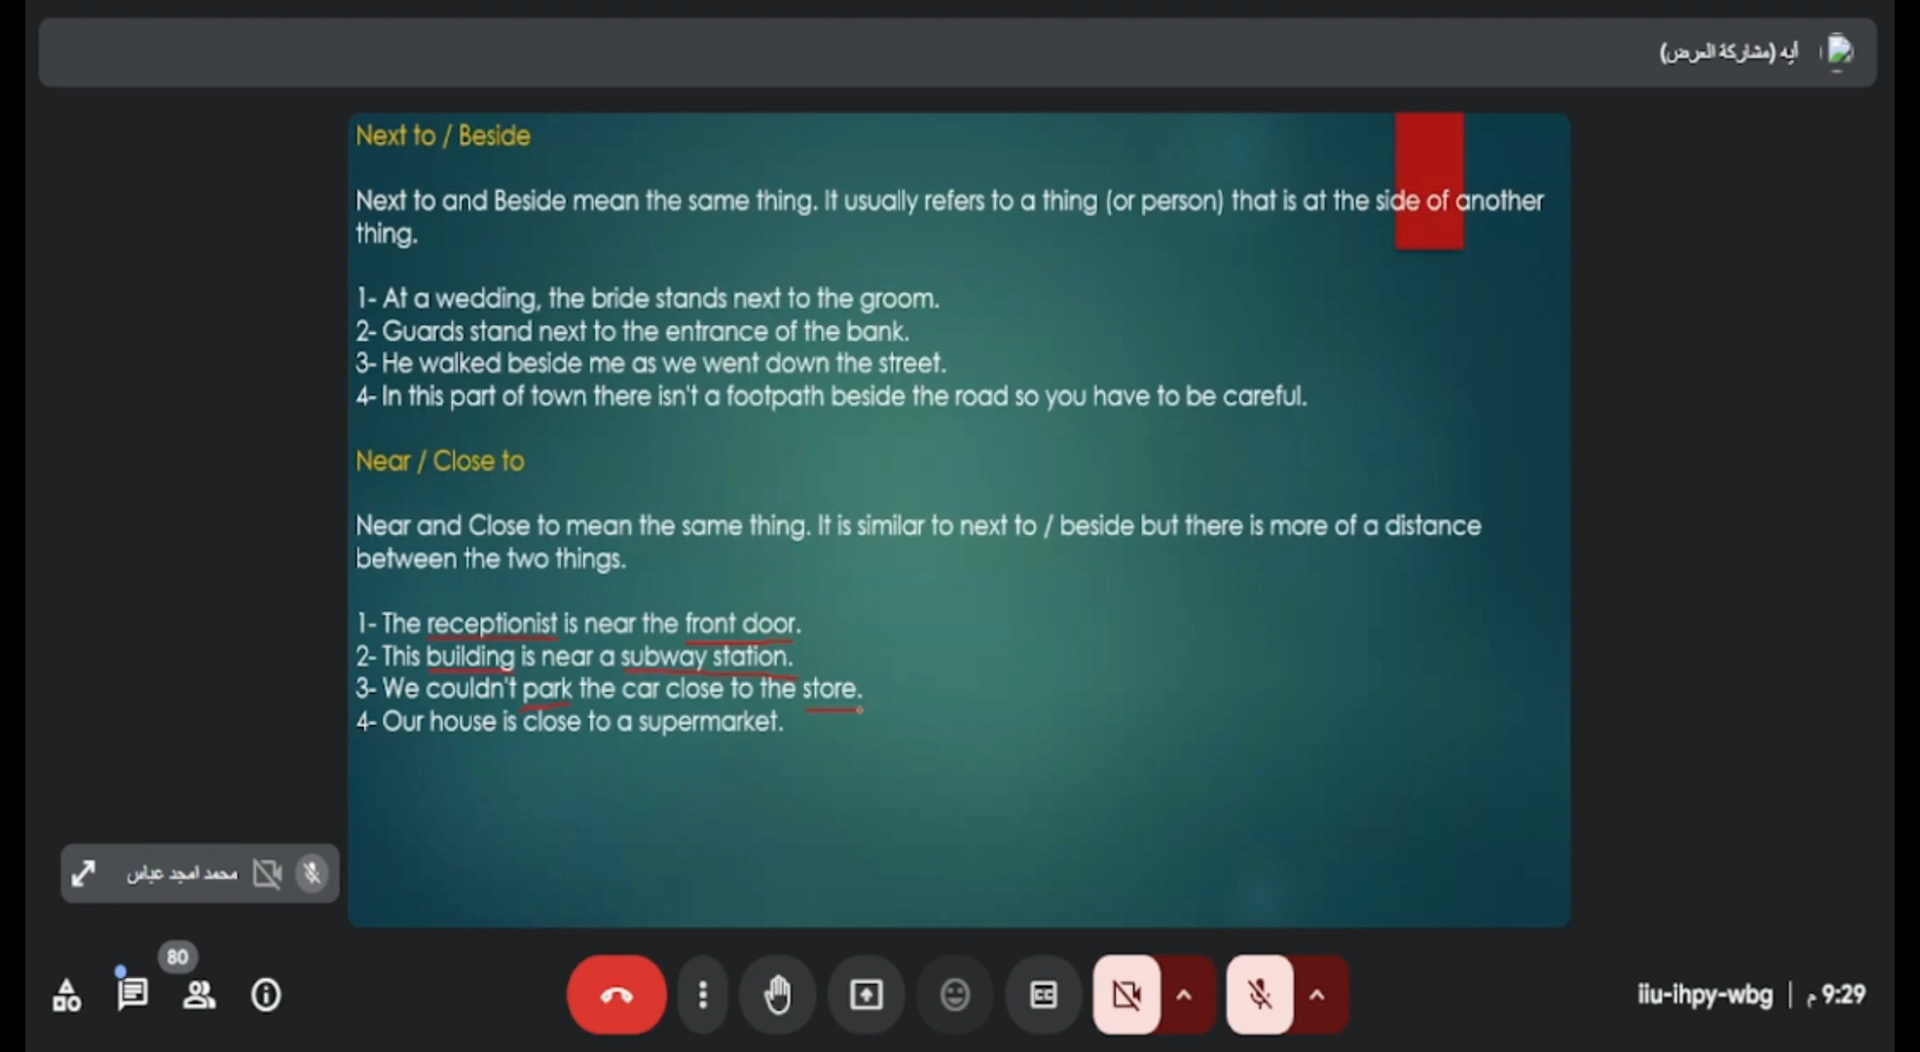 أيه (مشاركة العرض)
Next to / Beside
Next to and Beside mean the same thing. It usually refers to a thing (or person) that is at the side of another
thing.
1- At a wedding, the bride stands next to the groom.
2- Guards stand next to the entrance of the bank.
3- He walked beside me as we went down the street.
4- In this part of town there isn't a footpath beside the road so you have to be careful.
Near / Close to
Near and Close to mean the same thing. It is similar to next to / beside but there is more of a distance
between the two things.
1- The receptionist is near the front door.
2- This building is near a subway station.
3- We couldn't park the car close to the store.
4- Our house is close to a supermarket.
محمد امجد عباس
80
CC
iiu-ihpy-wbg | 9:29 م